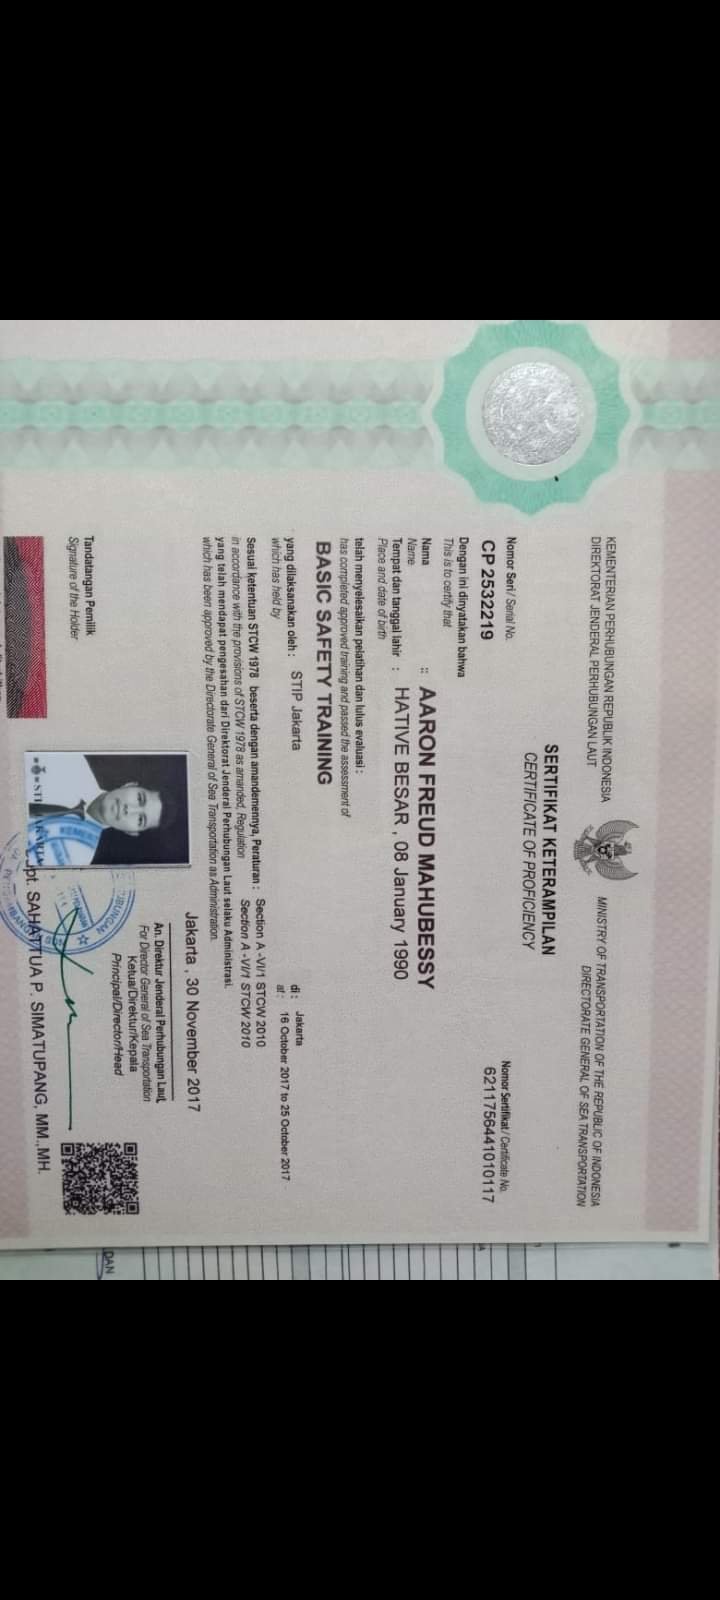 KEMENTERIAN PERHUBUNGAN REPUBLIK INDONESIA
DIREKTORAT JENDERAL PERHUBUNGAN LAUT
MINISTRY OF TRANSPORTATION OF THE REPUBLIC OF INDONESIA
DIRECTORATE GENERAL OF SEA TRANSPORTATION
SERTIFIKAT KETERAMPILAN
CERTIFICATE OF PROFICIENCY
Nomor Seri / Serial No.
CP 2532219
Nomor Sertifikat / Certificate No.
6211756441010117
Dengan ini dinyatakan bahwa
This is to certify that
Nama : AARON FREUD MAHUBESSY
Name :
Tempat dan tanggal lahir : HATIVE BESAR , 08 January 1990
Place and date of birth
telah menyelesaikan pelatihan dan lulus evaluasi :
has completed approved training and passed the assessment of
BASIC SAFETY TRAINING
yang dilaksanakan oleh : STIP Jakarta di : Jakarta
which has held by at : 16 October 2017 to 25 October 2017
Sesuai ketentuan STCW 1978 beserta dengan amandemennya, Peraturan : Section A -VI/1 STCW 2010
in accordance with the provisions of STCW 1978 as amanded, Regulation Section A -VI/1 STCW 2010
yang telah mendapat pengesahan dari Direktorat Jenderal Perhubungan Laut selaku Administrasi.
which has been approved by the Directorate General of Sea Transportation as Administration.
Jakarta , 30 November 2017
An. Direktur Jenderal Perhubungan Laut,
For Director General of Sea Transportation
Ketua/Direktur/Kepala
Principal/Director/Head
Tandatangan Pemilik
Signature of the Holder
SAHATTUA P. SIMATUPANG, MM.,MH.
DAN